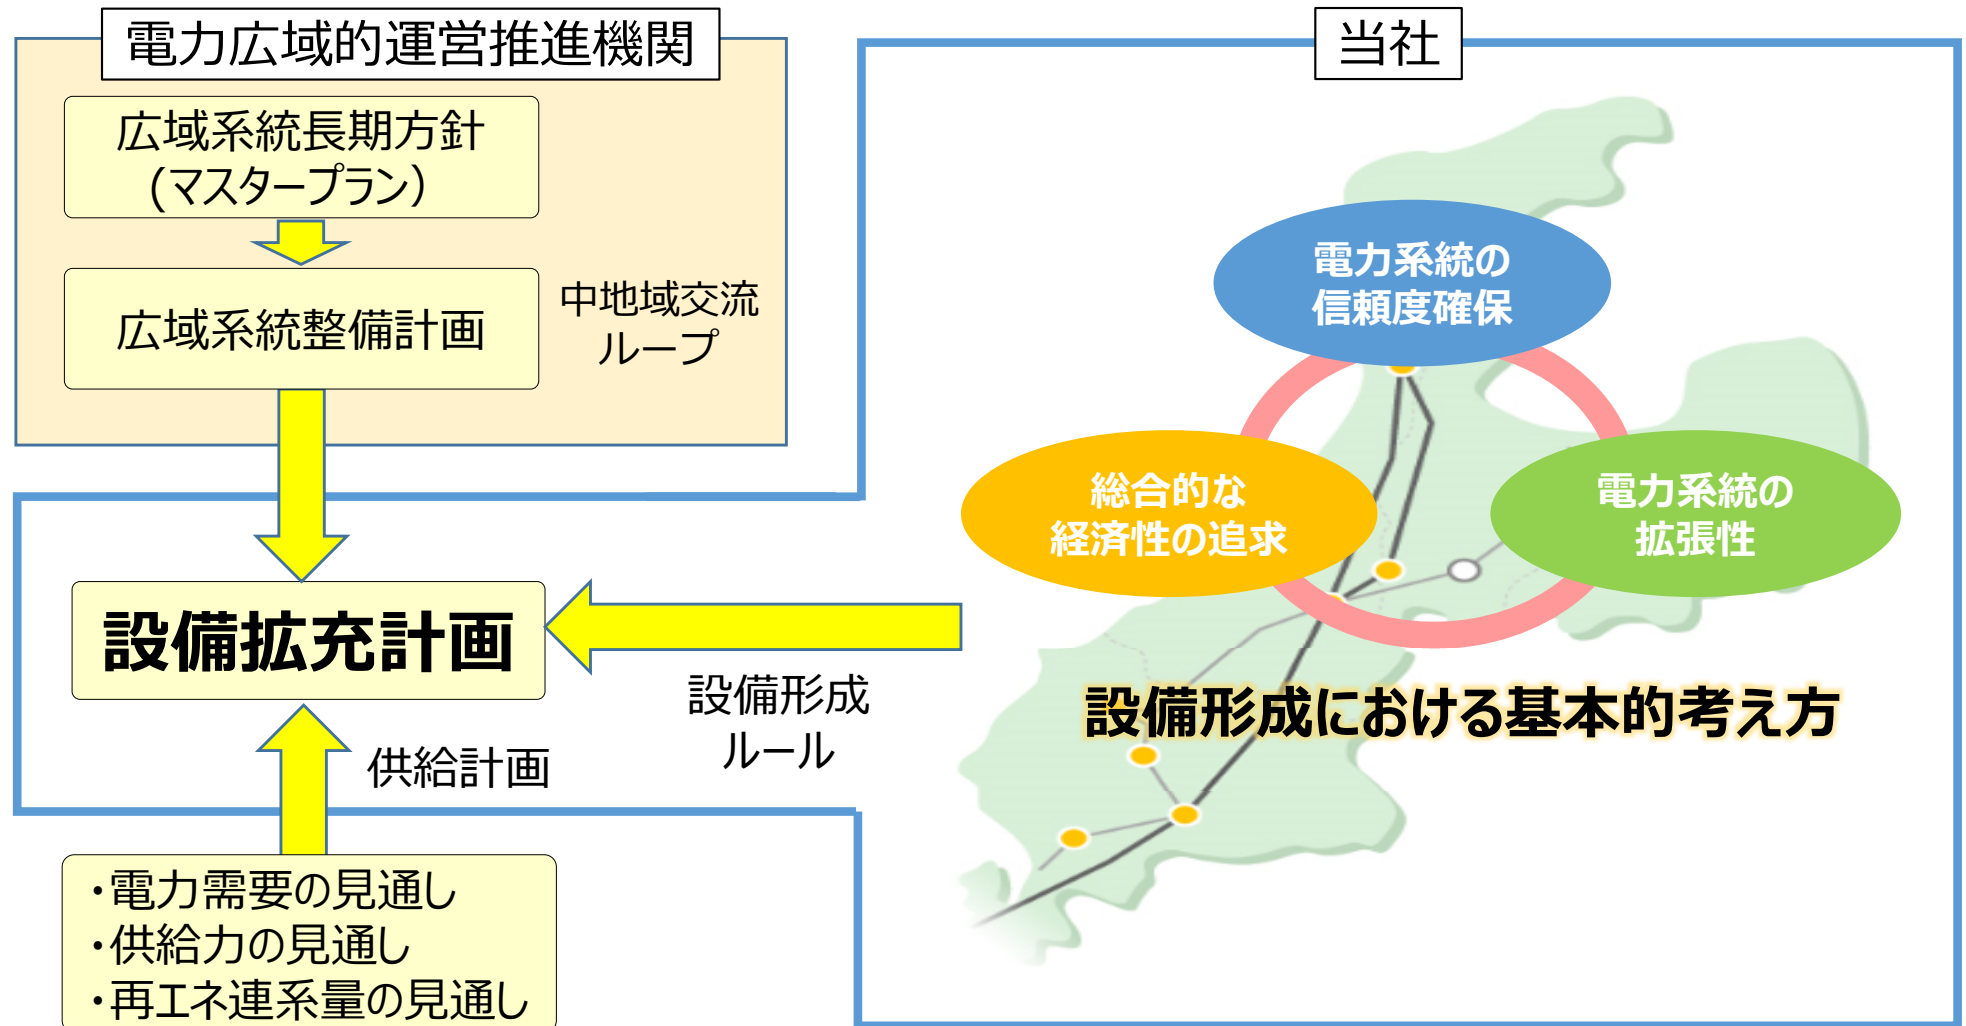 電力広域的運営推進機関
広域系統長期方針
(マスタープラン）
広域系統整備計画
中地域交流
ループ
設備拡充計画
設備形成
ルール
供給計画
・電力需要の見通し
・供給力の見通し
・再エネ連系量の見通し
当社
電力系統の
信頼度確保
総合的な
経済性の追求
電力系統の
拡張性
設備形成における基本的考え方